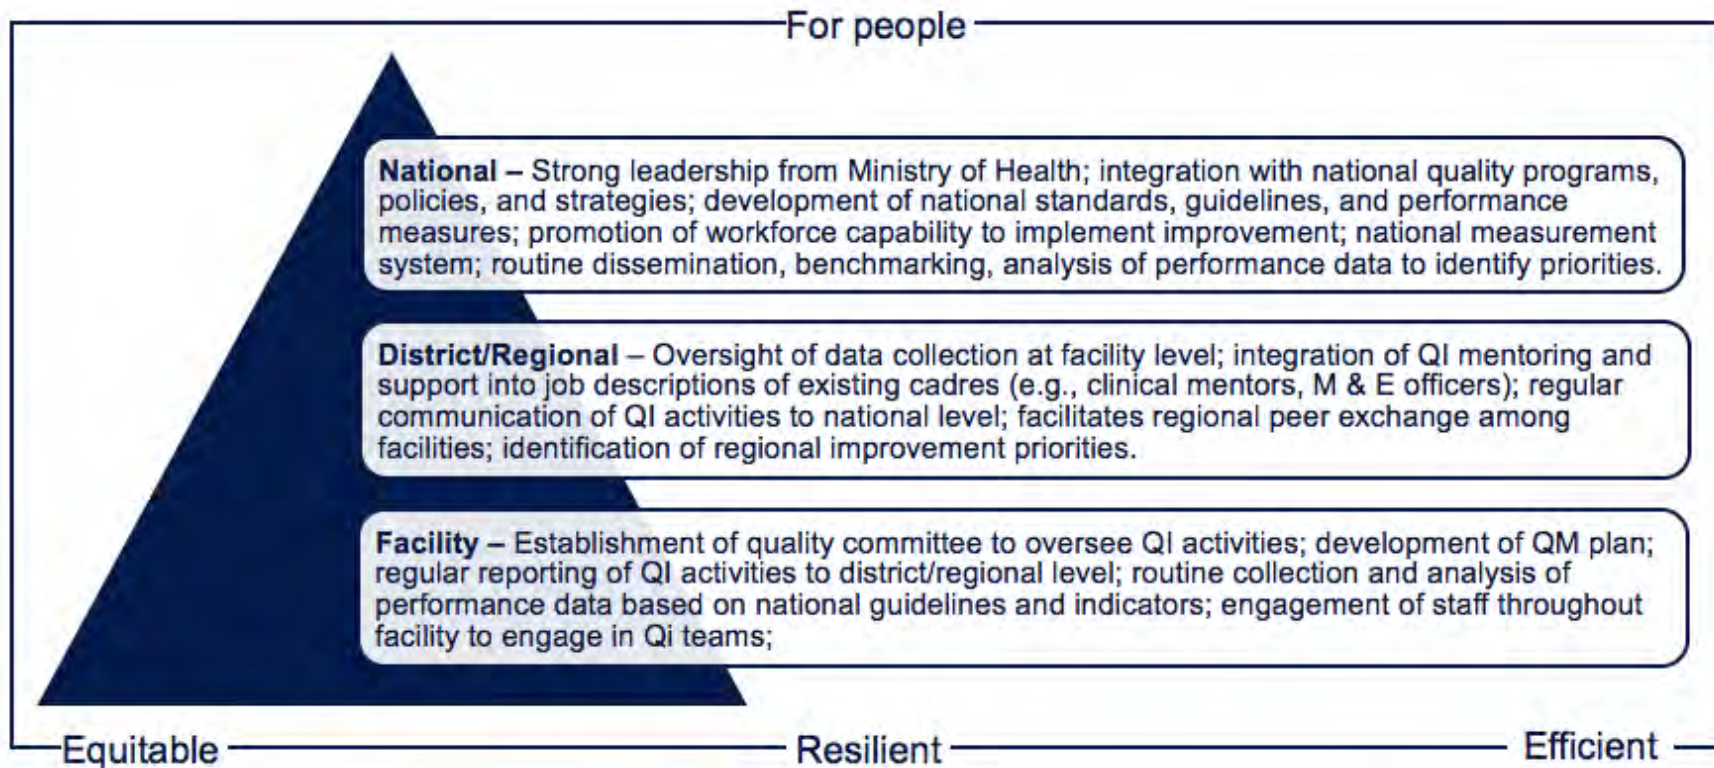 For people
National – Strong leadership from Ministry of Health; integration with national quality programs,
policies, and strategies; development of national standards, guidelines, and performance
measures; promotion of workforce capability to implement improvement; national measurement
system; routine dissemination, benchmarking, analysis of performance data to identify priorities.
District/Regional – Oversight of data collection at facility level; integration of QI mentoring and
support into job descriptions of existing cadres (e.g., clinical mentors, M & E officers); regular
communication of QI activities to national level; facilitates regional peer exchange among
facilities; identification of regional improvement priorities.
Facility – Establishment of quality committee to oversee QI activities; development of QM plan;
regular reporting of QI activities to district/regional level; routine collection and analysis of
performance data based on national guidelines and indicators; engagement of staff throughout
facility to engage in Qi teams;
Equitable Resilient Efficient